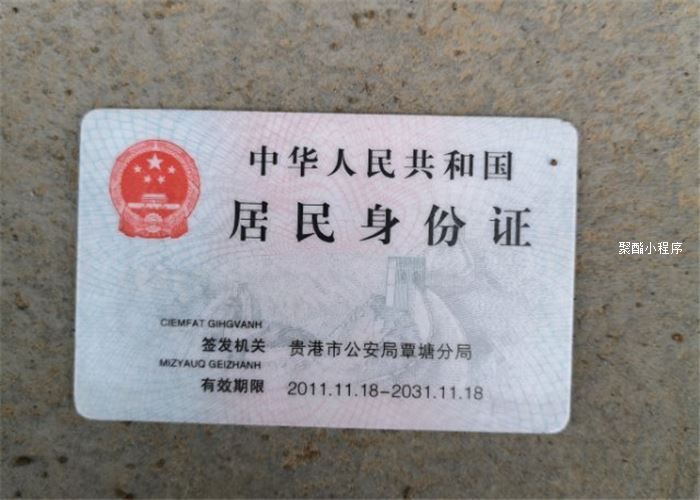 中华人民共和国
居民身份证
CIEMFAT GIHGVANH
签发机关 贵港市公安局覃塘分局
MIZYAUQ GEIZHANH
有效期限 2011.11.18-2031.11.18
聚酯小程序